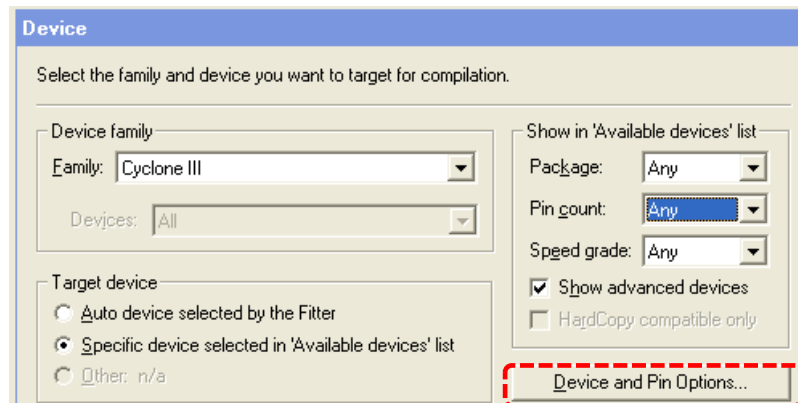 Device
Select the family and device you want to target for compilation.
Device family
Family: Cyclone III
Devices: All
Show in 'Available devices' list
Package: Any
Pin count: Any
Speed grade: Any
Show advanced devices
HardCopy compatible only
Target device
Auto device selected by the Fitter
Specific device selected in 'Available devices' list
Other: n/a
Device and Pin Options...